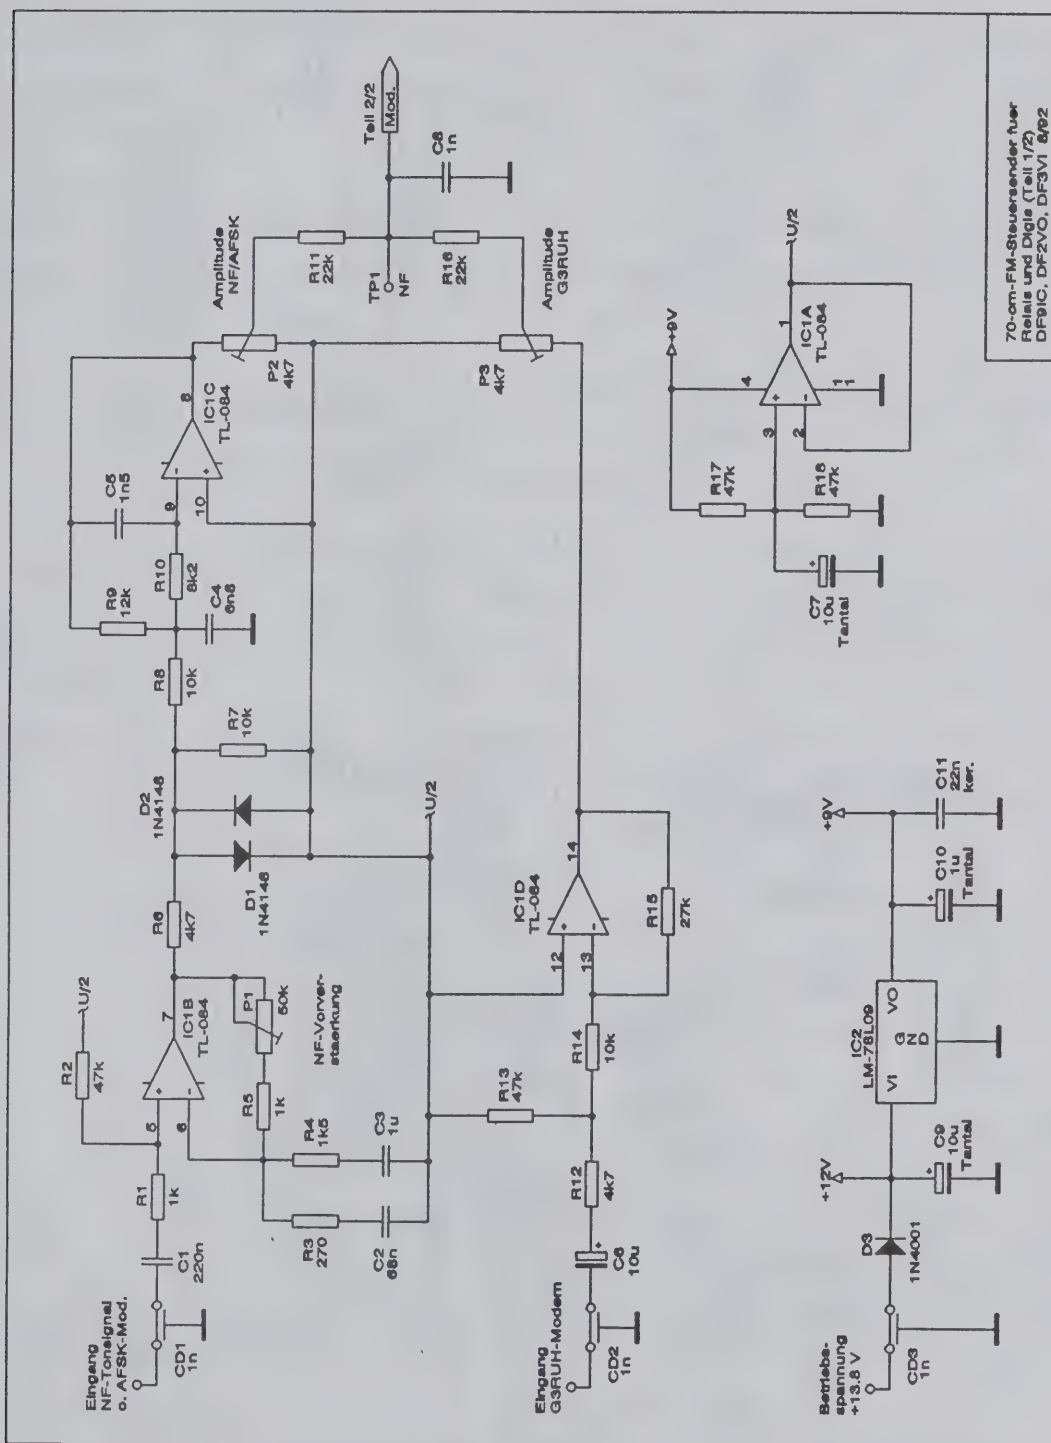 Eingang
NF-Tonsignal
o. AFSK-Mod.
CD1
1n
C1
220n
R1
1k
R2
47k
U/2
5
6
7
IC1B
TL-084
P1
50k
NF-Vorver-
staerkung
R5
1k
R4
1k5
C3
1u
R3
270
C2
68n
R6
4k7
D1
1N4148
D2
1N4148
R7
10k
R8
10k
R9
12k
C4
6n8
R10
8k2
C5
1n5
9
10
8
IC1C
TL-084
Amplitude
NF/AFSK
P2
4k7
R11
22k
TP1
NF
R16
22k
Teil 2/2
Mod.
C8
1n
Amplitude
G3RUH
P3
4k7
U/2
Eingang
G3RUH-Modem
CD2
1n
C6
10u
+
R12
4k7
R13
47k
R14
10k
12
13
14
IC1D
TL-084
R15
27k
+9V
R17
47k
R18
47k
C7
10u
Tantal
3
2
4
1
1
1
IC1A
TL-084
U/2
Betriebs-
spannung
+13.8 V
CD3
1n
D3
1N4001
+12V
C9
10u
Tantal
IC2
LM-78L09
VI
VO
GND
+9V
C10
1u
Tantal
C11
22n
ker.
70-cm-FM-Steuersender fuer
Relais und Digis (Teil 1/2)
DF9IC, DF2VO, DF3VI 8/92